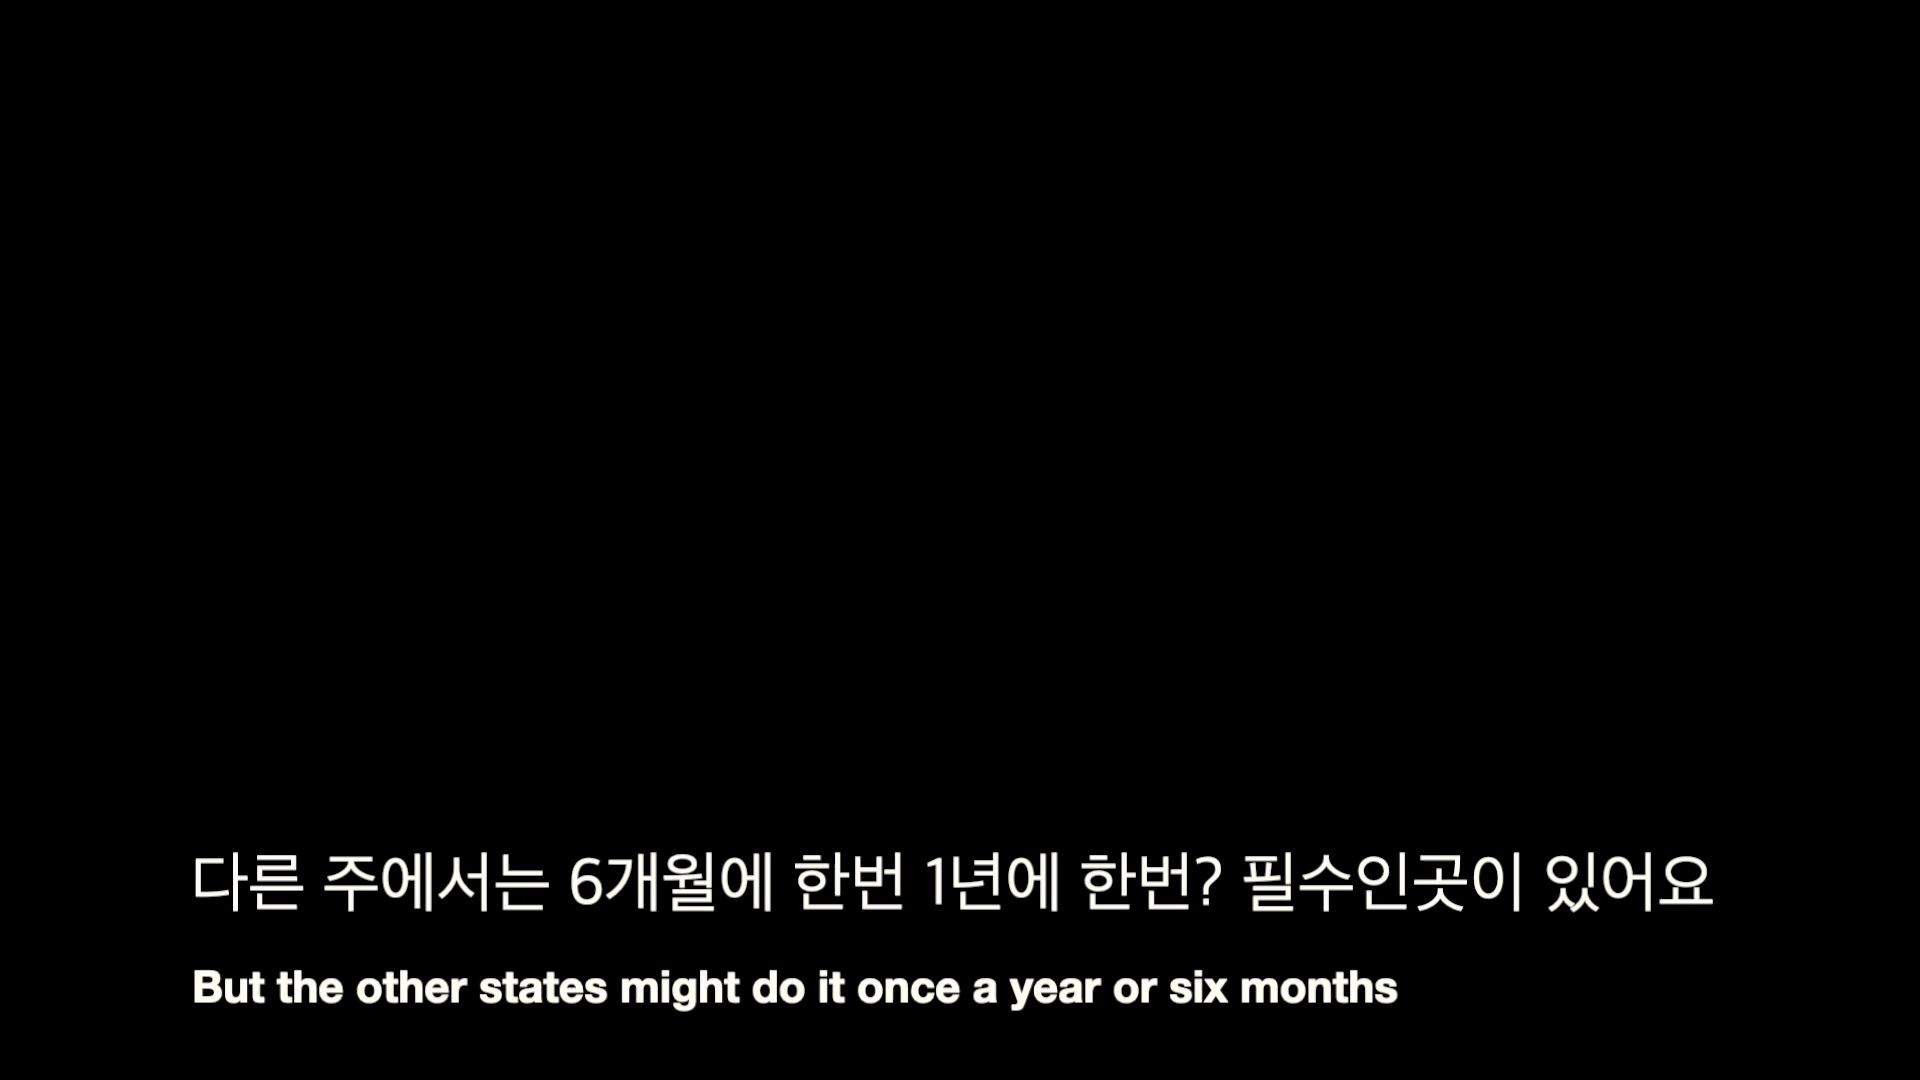 다른 주에서는 6개월에 한번 1년에 한번? 필수인곳이 있어요
But the other states might do it once a year or six months